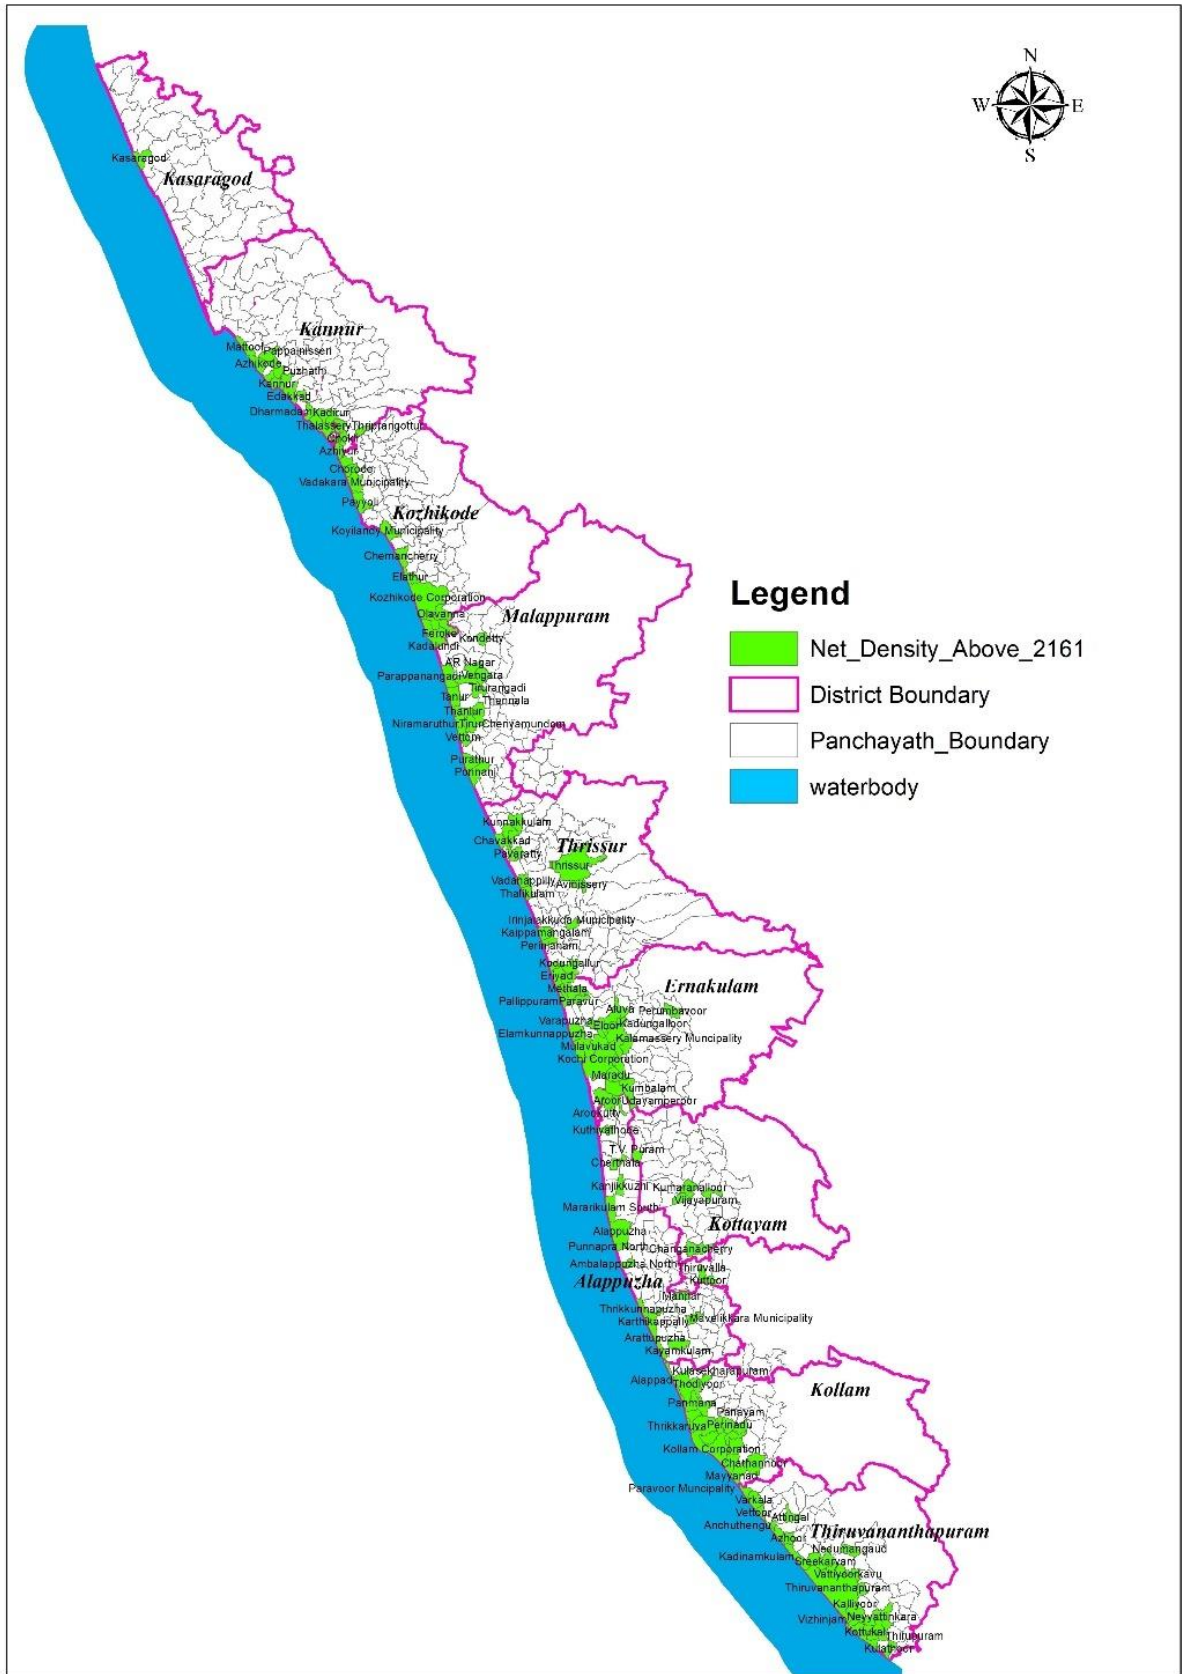 N
W E
S
Kasaragod
Kasaragod
Kannur
Mattool
Pappainisseri
Azhikode
Puzhathi
Kannur
Edakkad
Dharmadam
Kadirur
Thalassery
Thriprangottur
Chokli
Azhiyur
Chorode
Vadakara Municipality
Payyoli
Kozhikode
Koyilandy Municipality
Chemancherry
Elathur
Kozhikode Corporation
Olavanna
Malappuram
Feroke
Kondotty
Kadalundi
AR Nagar
Parappanangadi
Vengara
Tirurangadi
Tanur
Thennala
Thanlur
Niramaruthur
Tirur
Cheriyamundom
Vettom
Purathur
Ponnani
Legend
Net_Density_Above_2161
District Boundary
Panchayath_Boundary
waterbody
Kunnakkulam
Chavakkad
Thrissur
Pavaratty
Thrissur
Vadanappilly
Avinissery
Thalikulam
Irinjalakkuda Municipality
Kaippamangalam
Perinjanam
Kodungallur
Eriyad
Ernakulam
Methala
Pallippuram
Paravur
Aluva
Perumbavoor
Varapuzha
Eloor
Kadungalloor
Elamkunnappuzha
Kalamassery Muncipality
Mulavukad
Kochi Corporation
Maradu
Kumbalam
Aroor
Udayamperoor
Arookutty
Kuthiyathode
T.V. Puram
Cherthala
Kanjikkuzhi
Kumaranalloor
Vijayapuram
Mararikulam South
Kottayam
Alappuzha
Punnapra North
Changanacherry
Ambalappuzha North
Thiruvalla
Alappuzha
Kuttoor
Mannar
Thrikkunnapuzha
Karthikappally
Mavelikkara Municipality
Arattupuzha
Kayamkulam
Kulasekharapuram
Alappad
Thodiyoor
Kollam
Panmana
Panayam
Thrikkaruva
Perinadu
Kollam Corporation
Chathannoor
Mayyanad
Paravoor Muncipality
Varkala
Vettoor
Attingal
Anchuthengu
Thiruvananthapuram
Azhoor
Nedumangaud
Kadinamkulam
Sreekaryam
Vattiyoorkavu
Thiruvananthapuram
Kalliyoor
Vizhinjam
Neyyattinkara
Kottukal
Thirupuram
Kulathoor